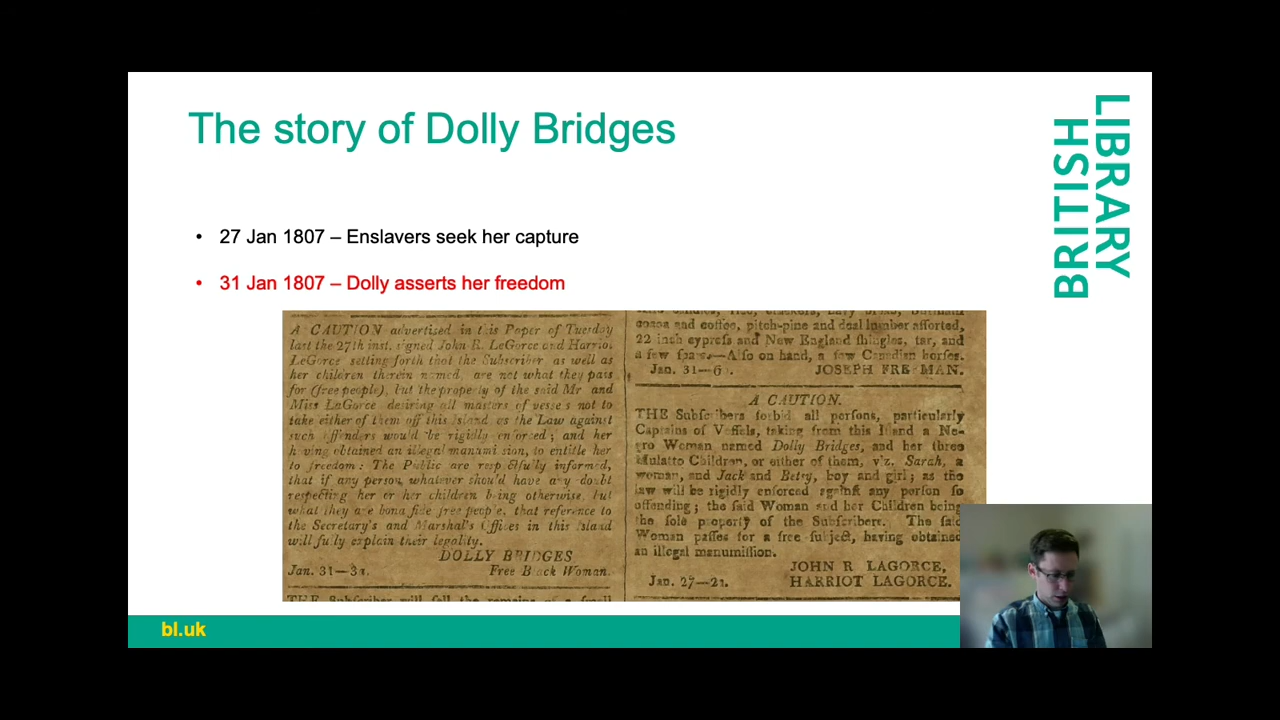 The story of Dolly Bridges
BRITISH
LIBRARY
• 27 Jan 1807 – Enslavers seek her capture
• 31 Jan 1807 – Dolly asserts her freedom
A CAUTION advertised in this Paper of Tuesday
last the 27th inst. signed John R. LeGorce and Harriot
LeGorce setting forth that the Subscriber, as well as
her children therein named, are not what they pass
for (free people), but the property of the said Mr and
Miss LaGorce desiring all masters of vessels not to
take either of them off this Island as the Law against
such offenders would be rigidly enforced; and her
having obtained an illegal manumission, to entitle her
to freedom: The Public are respectfully informed,
that if any person whatever should have any doubt
respecting her or her children being otherwise, but
what they are bona fide free people, that reference to
the Secretary's and Marshal's Offices in this Island
will fully explain their legality.
DOLLY BRIDGES
Jan. 31—31. Free Black Woman.
THE Subscriber will sell the remains of a small
cocoa and coffee, pitch-pine and deal lumber assorted,
22 inch cypress and New England shingles, tar, and
a few spars.—Also on hand, a few Canadian horses.
Jan. 31—6. JOSEPH FREEMAN.
A CAUTION.
THE Subscribers forbid all persons, particularly
Captains of Vessels, taking from this Island a Ne-
gro Woman named Dolly Bridges, and her three
Mulatto Children, or either of them, viz. Sarah, a
woman, and Jack and Betsy, boy and girl; as the
law will be rigidly enforced against any person so
offending; the said Woman and her Children being
the sole property of the Subscribers. The said
Woman passes for a free subject, having obtained
an illegal manumission.
JOHN R LAGORCE,
Jan. 27—21. HARRIOT LAGORCE.
bl.uk